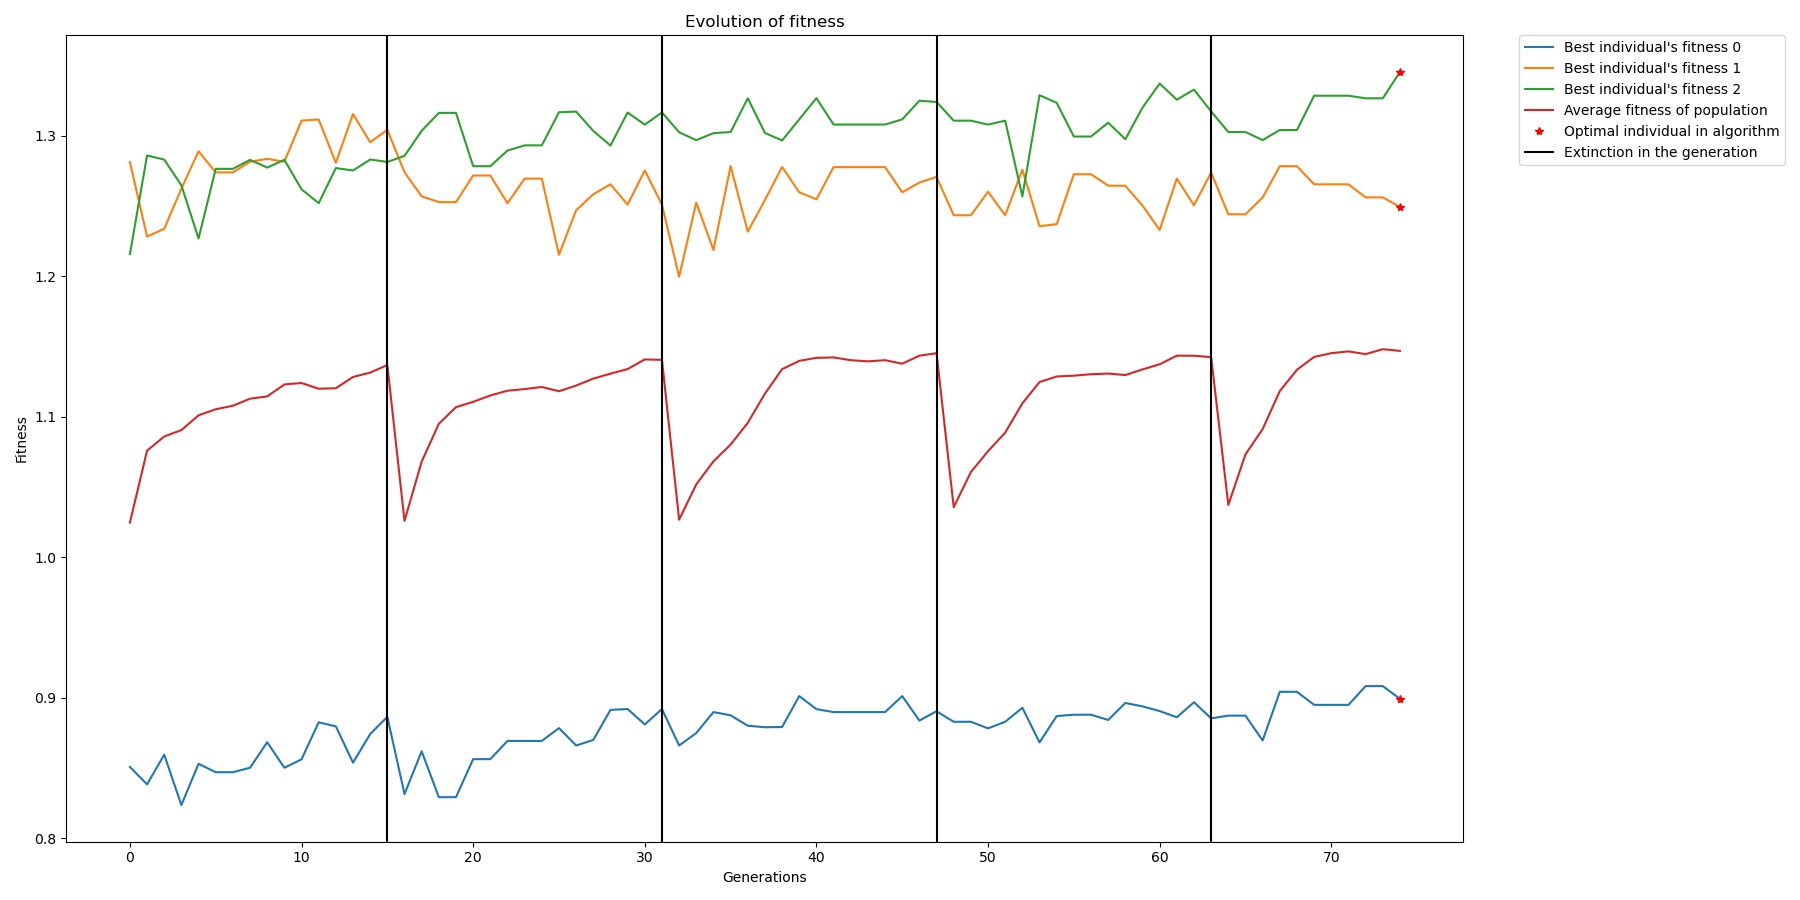 Evolution of fitness
Best individual's fitness 0
Best individual's fitness 1
Best individual's fitness 2
Average fitness of population
Optimal individual in algorithm
Extinction in the generation
Fitness
1.3
1.2
1.1
1.0
0.9
0.8
0 10 20 30 40 50 60 70
Generations